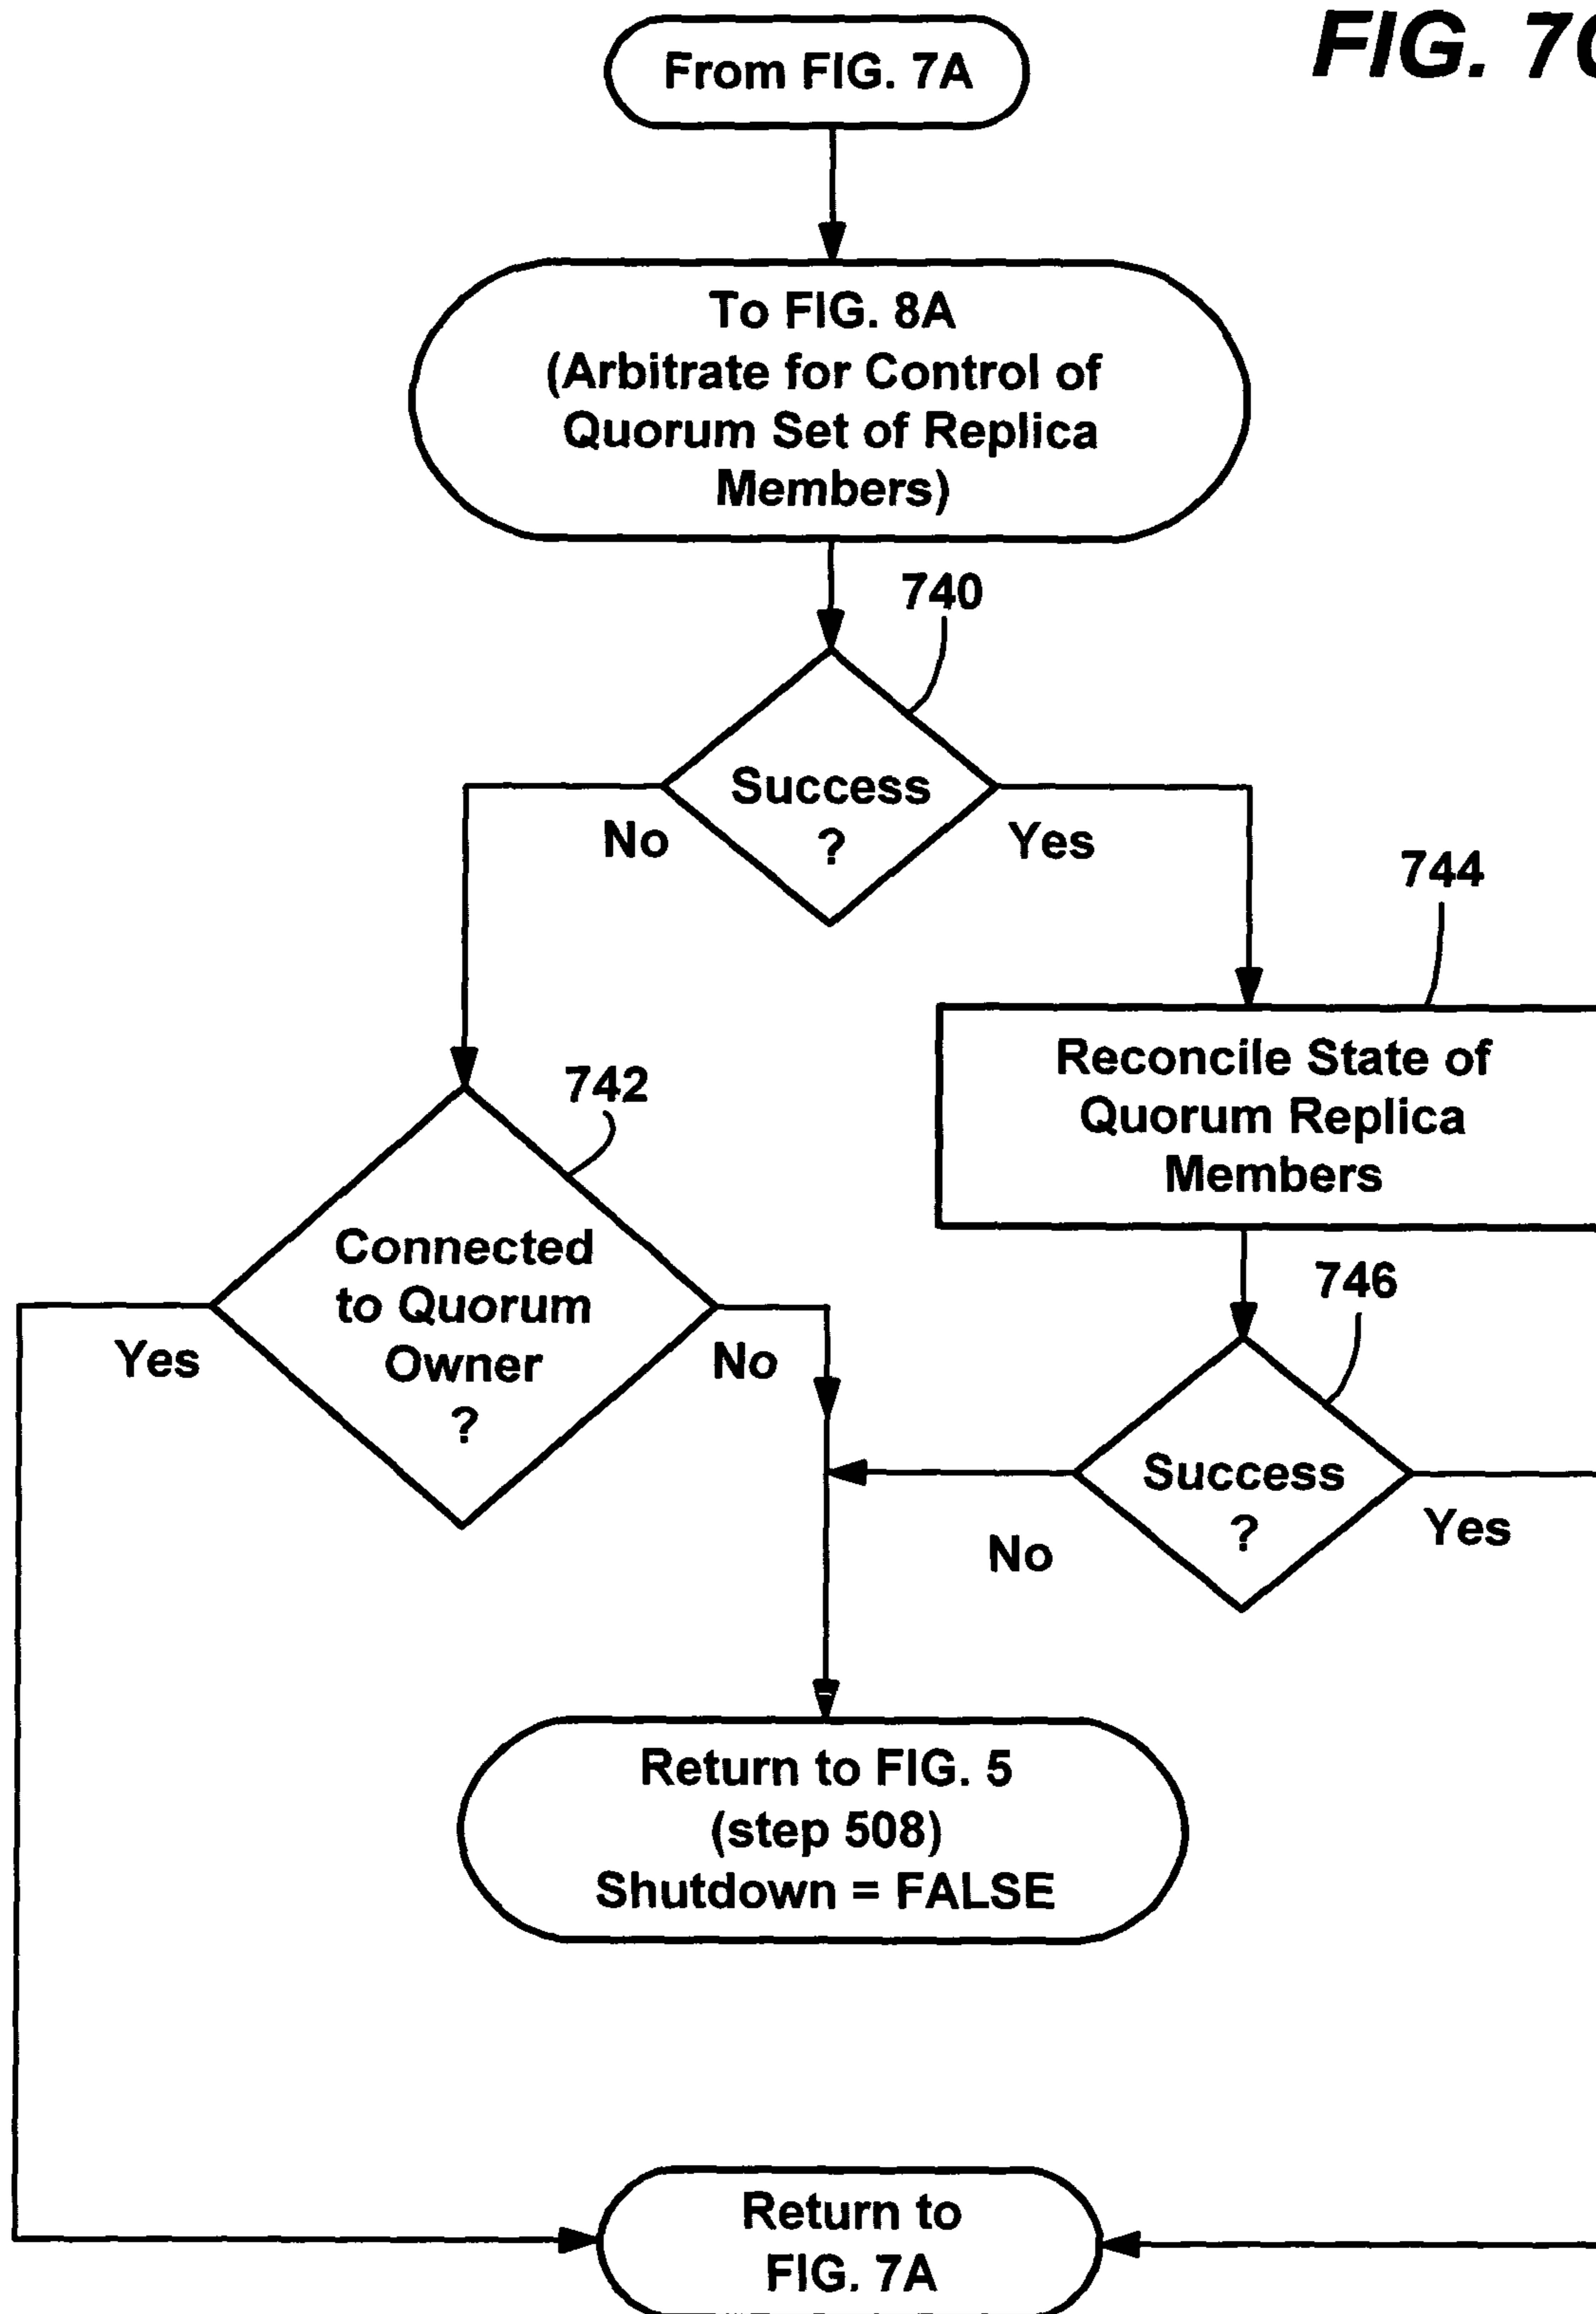 FIG. 7C
From FIG. 7A
To FIG. 8A
(Arbitrate for Control of
Quorum Set of Replica
Members)
740
Success
?
No
Yes
744
Reconcile State of
Quorum Replica
Members
742
Connected
to Quorum
Owner
?
Yes
No
746
Success
?
No
Yes
Return to FIG. 5
(step 508)
Shutdown = FALSE
Return to
FIG. 7A